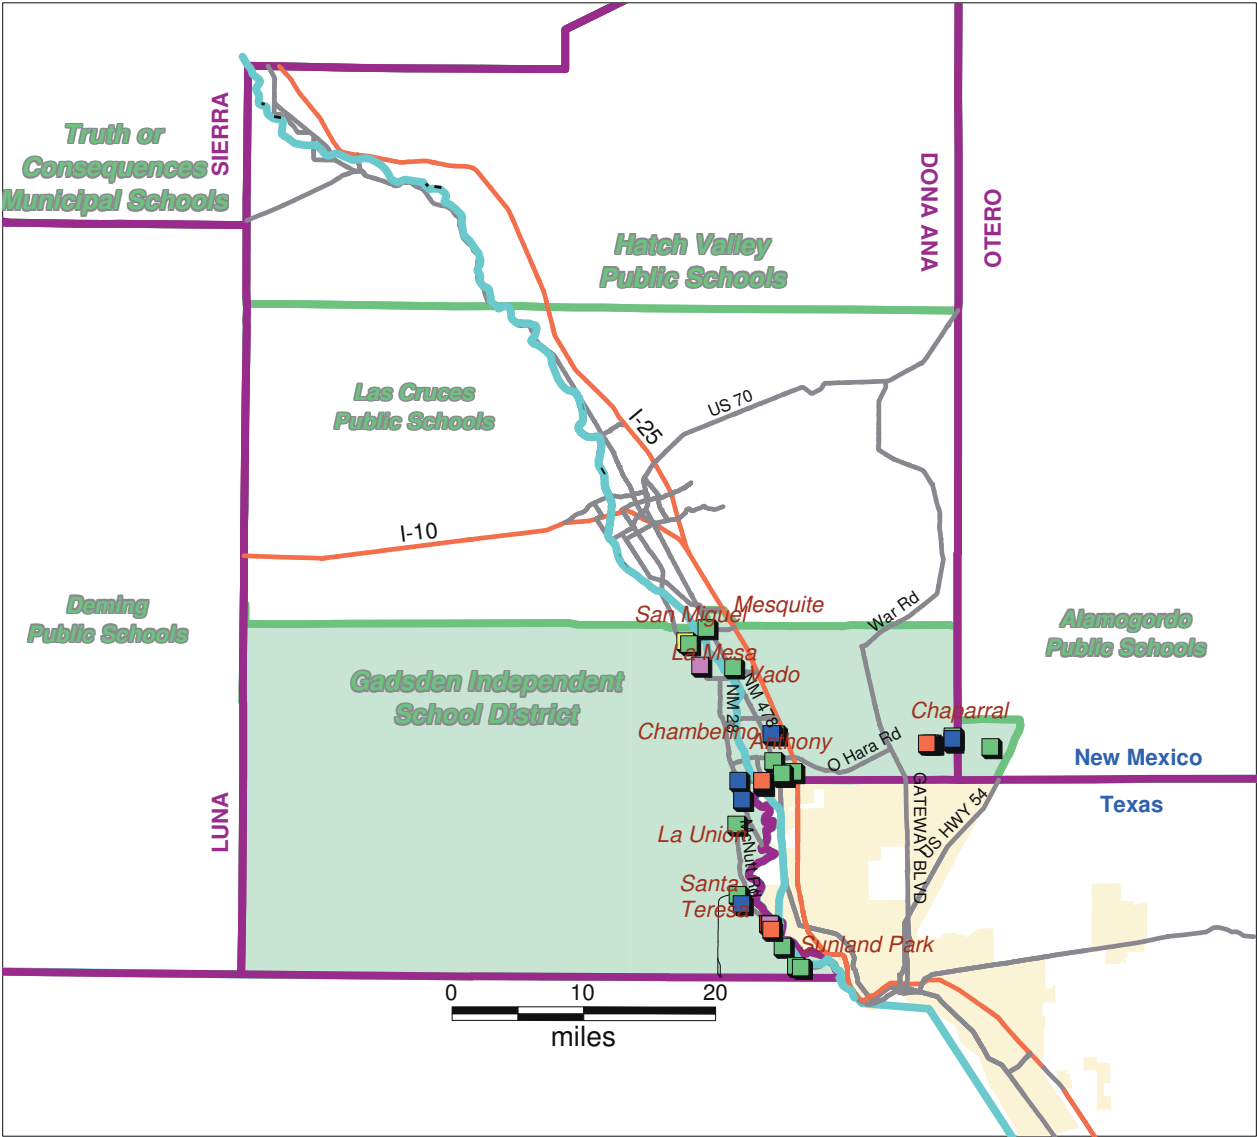 SIERRA
Truth or
Consequences
Municipal Schools
DONA ANA
OTERO
Hatch Valley
Public Schools
Las Cruces
Public Schools
US 70
I-25
I-10
Deming
Public Schools
San Miguel
Mesquite
War Rd
Alamogordo
Public Schools
La Mesa
Vado
Gadsden Independent
School District
NM 28
NM 478
Chamberino
Anthony
O Hara Rd
Chaparral
New Mexico
Texas
LUNA
La Union
McNutt Rd
GATEWAY BLVD
US HWY 54
Santa
Teresa
Sunland Park
0 10 20
miles